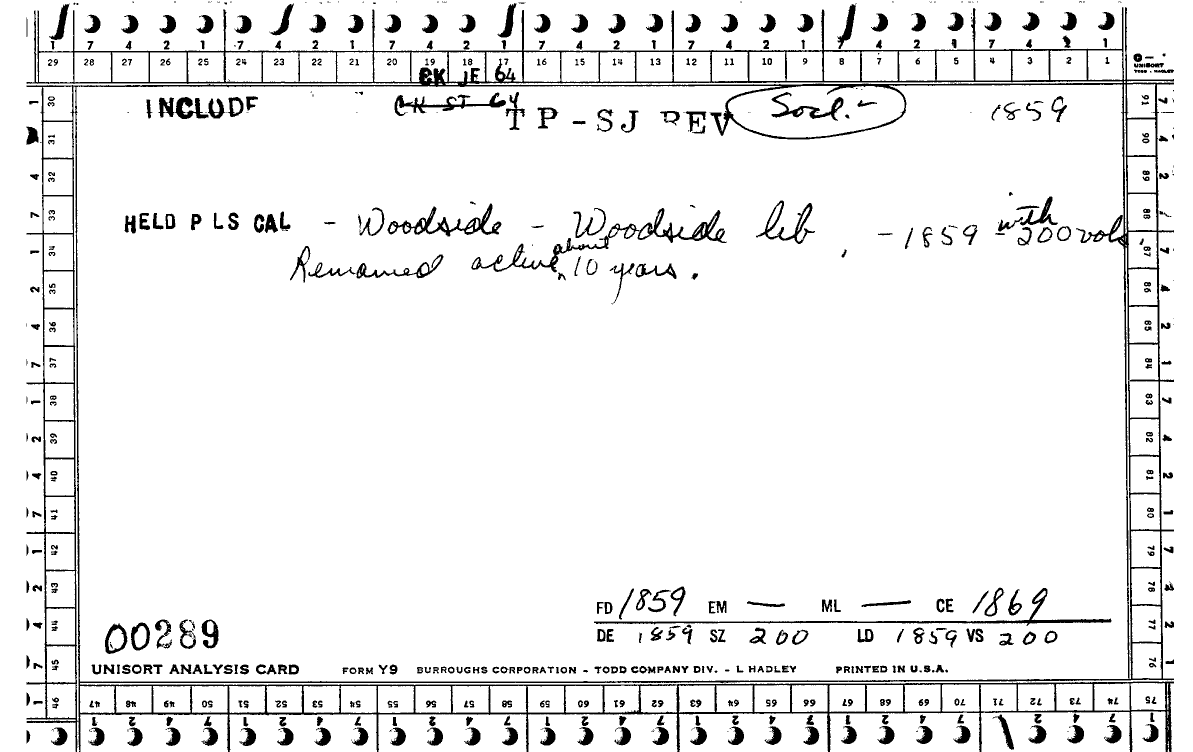 7 4 2 1 7 4 2 1 7 4 2 1 7 4 2 1 7 4 2 1 7 4 2 1 7 4 2 1
29 28 27 26 25 24 23 22 21 20 19 18 17 16 15 14 13 12 11 10 9 8 7 6 5 4 3 2 1
UNISORT
TODD - HADLEY
CK JE 64
INCLUDE CK ST 64 TP-SJ REV Socl.- 1859
HELD P LS CAL - Woodside - Woodside lib, - 1859 - with 200 vols.
Remained active about 10 years.
30 31 32 33 34 35 36 37 38 39 40 41 42 43 44 45 46
91 90 89 88 87 86 85 84 83 82 81 80 79 78 77 76 75
FD 1859 EM — ML — CE 1869
DE 1859 SZ 200 LD 1859 VS 200
00289
UNISORT ANALYSIS CARD FORM Y9 BURROUGHS CORPORATION - TODD COMPANY DIV. - L HADLEY PRINTED IN U.S.A.
47 48 49 50 51 52 53 54 55 56 57 58 59 60 61 62 63 64 65 66 67 68 69 70 71 72 73 74